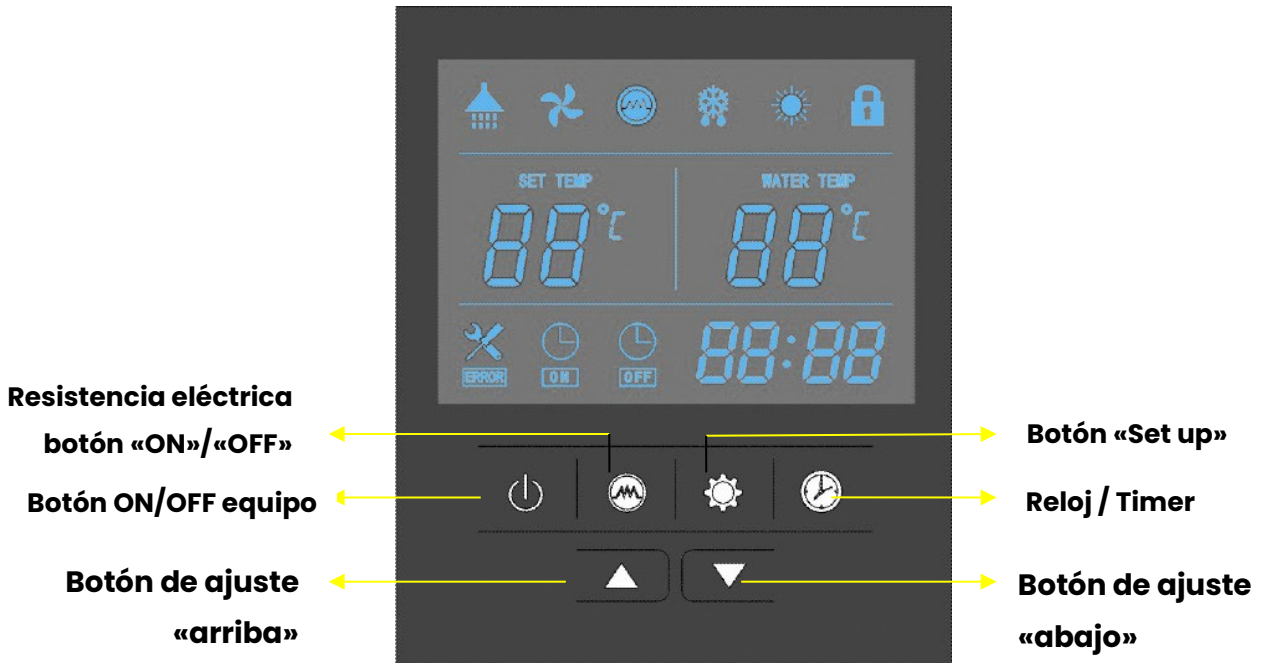 SET TEMP
WATER TEMP
88°C
88°C
ERROR
ON
OFF
88:88
Resistencia eléctrica
botón «ON»/«OFF»
Botón «Set up»
Botón ON/OFF equipo
Reloj / Timer
Botón de ajuste
«arriba»
Botón de ajuste
«abajo»